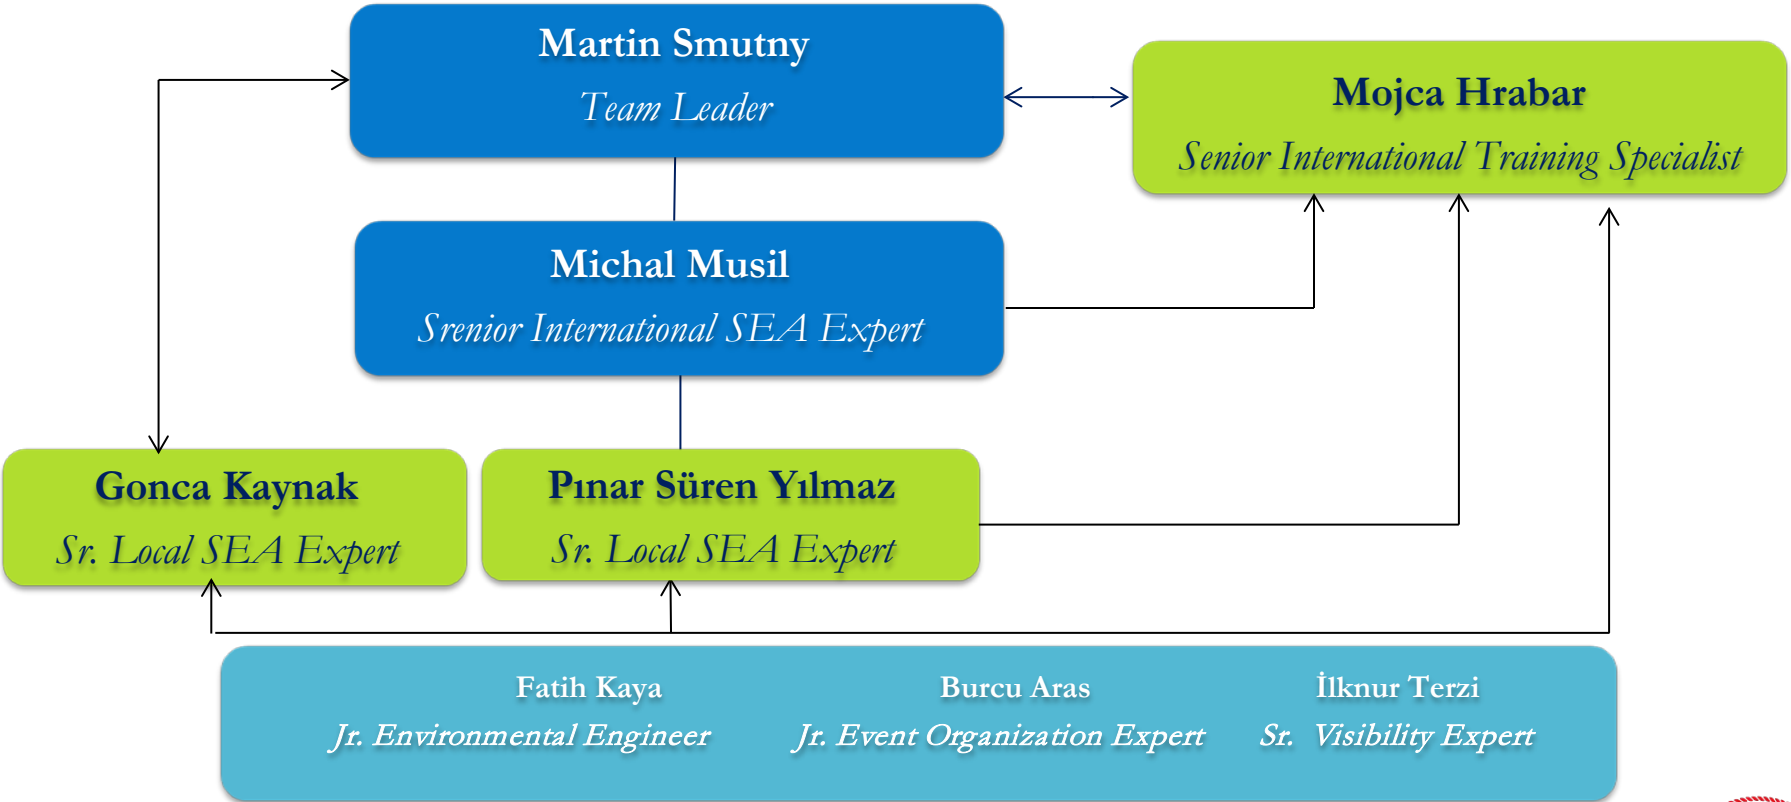 Martin Smutny
Team Leader
Mojca Hrabar
Senior International Training Specialist
Michal Musil
Srenior International SEA Expert
Gonca Kaynak
Sr. Local SEA Expert
Pınar Süren Yılmaz
Sr. Local SEA Expert
Fatih Kaya
Jr. Environmental Engineer
Burcu Aras
Jr. Event Organization Expert
İlknur Terzi
Sr. Visibility Expert